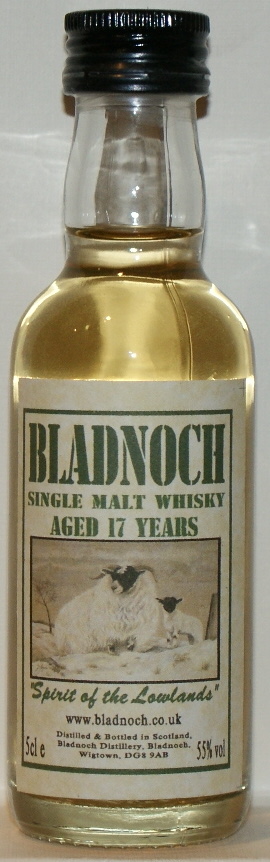 BLADNOCH
SINGLE MALT WHISKY
AGED 17 YEARS
"Spirit of the Lowlands"
www.bladnoch.co.uk
Distilled & Bottled in Scotland,
Bladnoch Distillery, Bladnoch,
Wigtown, DG8 9AB
5cl e
55% vol